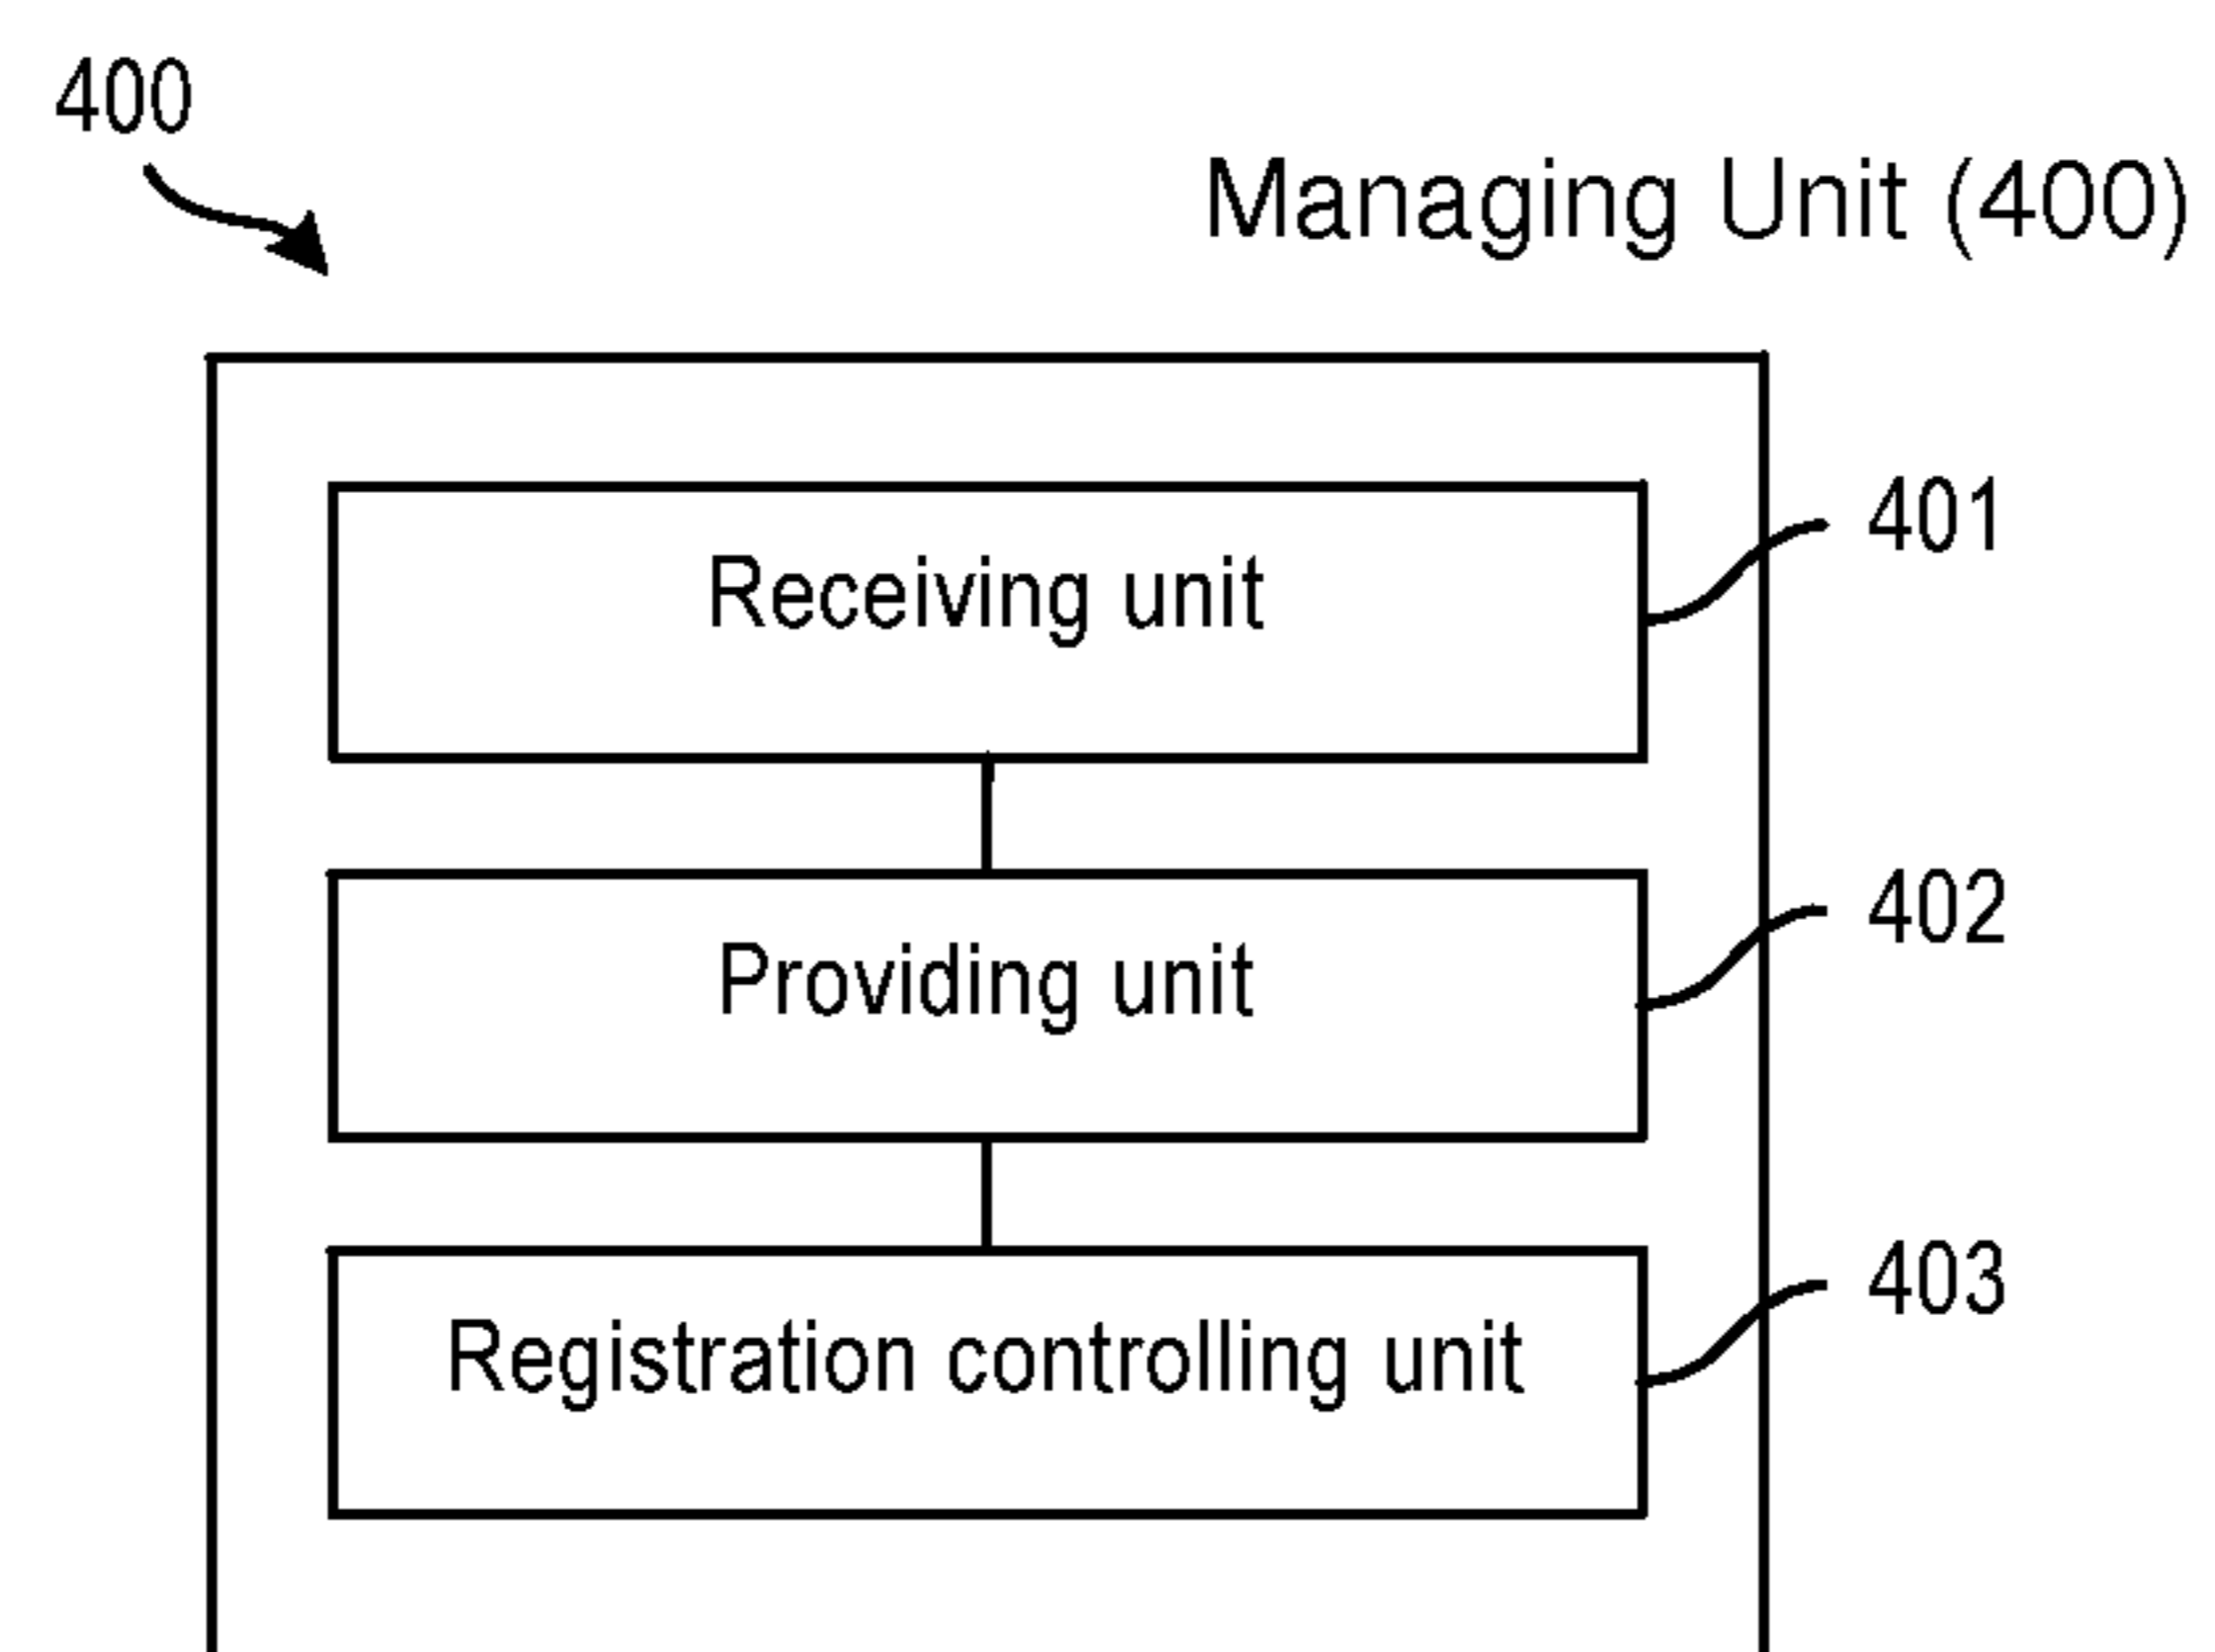 400
Managing Unit (400)
Receiving unit
401
Providing unit
402
Registration controlling unit
403